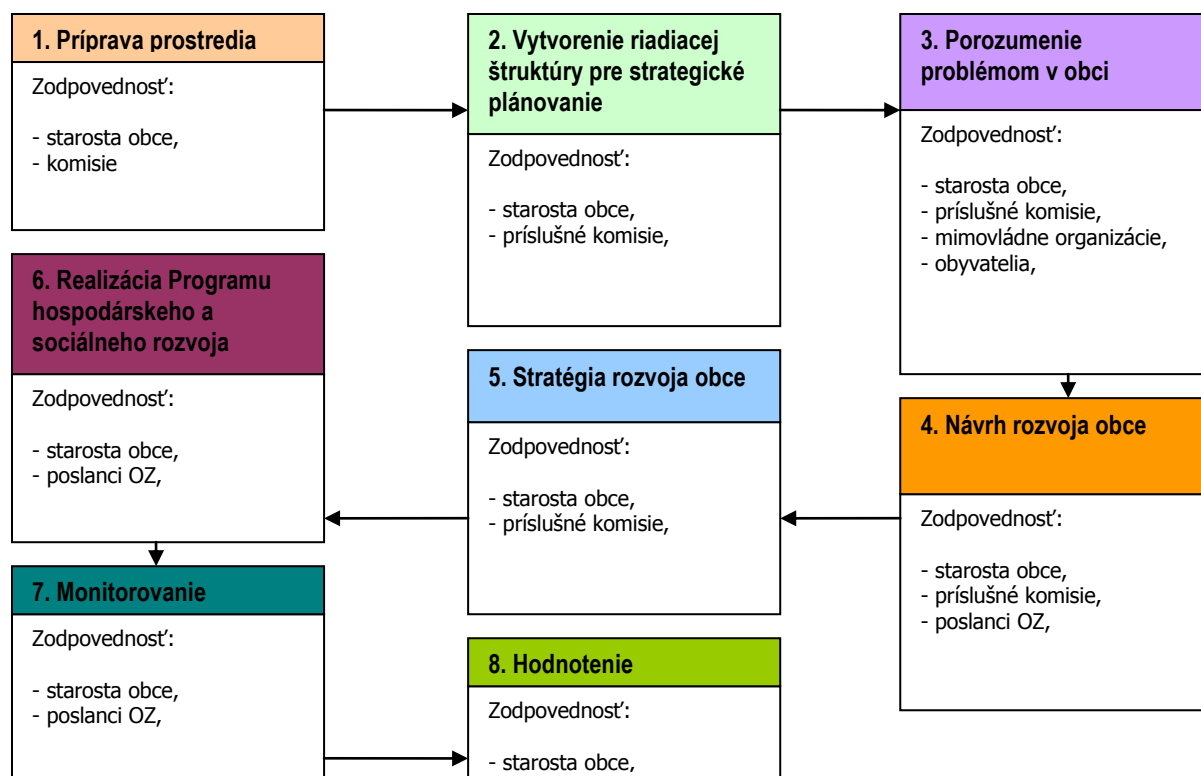 1. Príprava prostredia
Zodpovednosť:
- starosta obce,
- komisie
2. Vytvorenie riadiacej
štruktúry pre strategické
plánovanie
Zodpovednosť:
- starosta obce,
- príslušné komisie,
3. Porozumenie
problémom v obci
Zodpovednosť:
- starosta obce,
- príslušné komisie,
- mimovládne organizácie,
- obyvatelia,
4. Návrh rozvoja obce
Zodpovednosť:
- starosta obce,
- príslušné komisie,
- poslanci OZ,
5. Stratégia rozvoja obce
Zodpovednosť:
- starosta obce,
- príslušné komisie,
6. Realizácia Programu
hospodárskeho a
sociálneho rozvoja
Zodpovednosť:
- starosta obce,
- poslanci OZ,
7. Monitorovanie
Zodpovednosť:
- starosta obce,
- poslanci OZ,
8. Hodnotenie
Zodpovednosť:
- starosta obce,